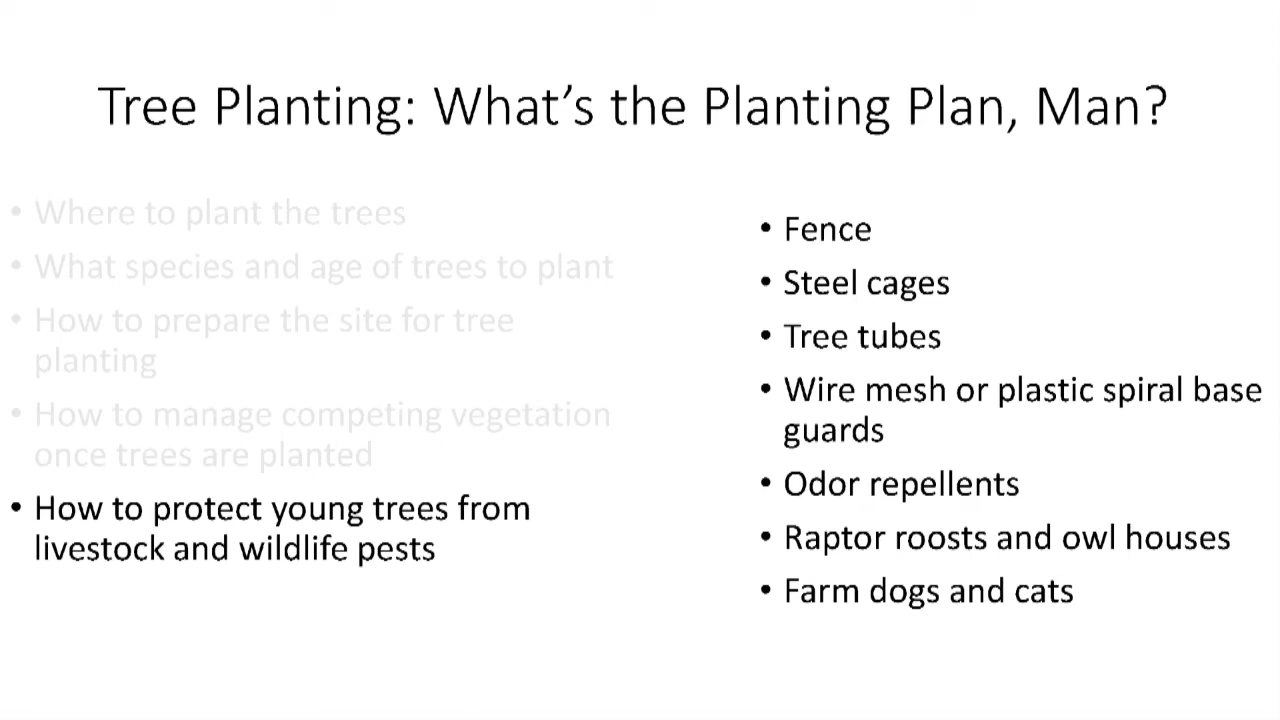 Tree Planting: What's the Planting Plan, Man?
• Where to plant the trees
• What species and age of trees to plant
• How to prepare the site for tree
planting
• How to manage competing vegetation
once trees are planted
• How to protect young trees from
livestock and wildlife pests
• Fence
• Steel cages
• Tree tubes
• Wire mesh or plastic spiral base
guards
• Odor repellents
• Raptor roosts and owl houses
• Farm dogs and cats